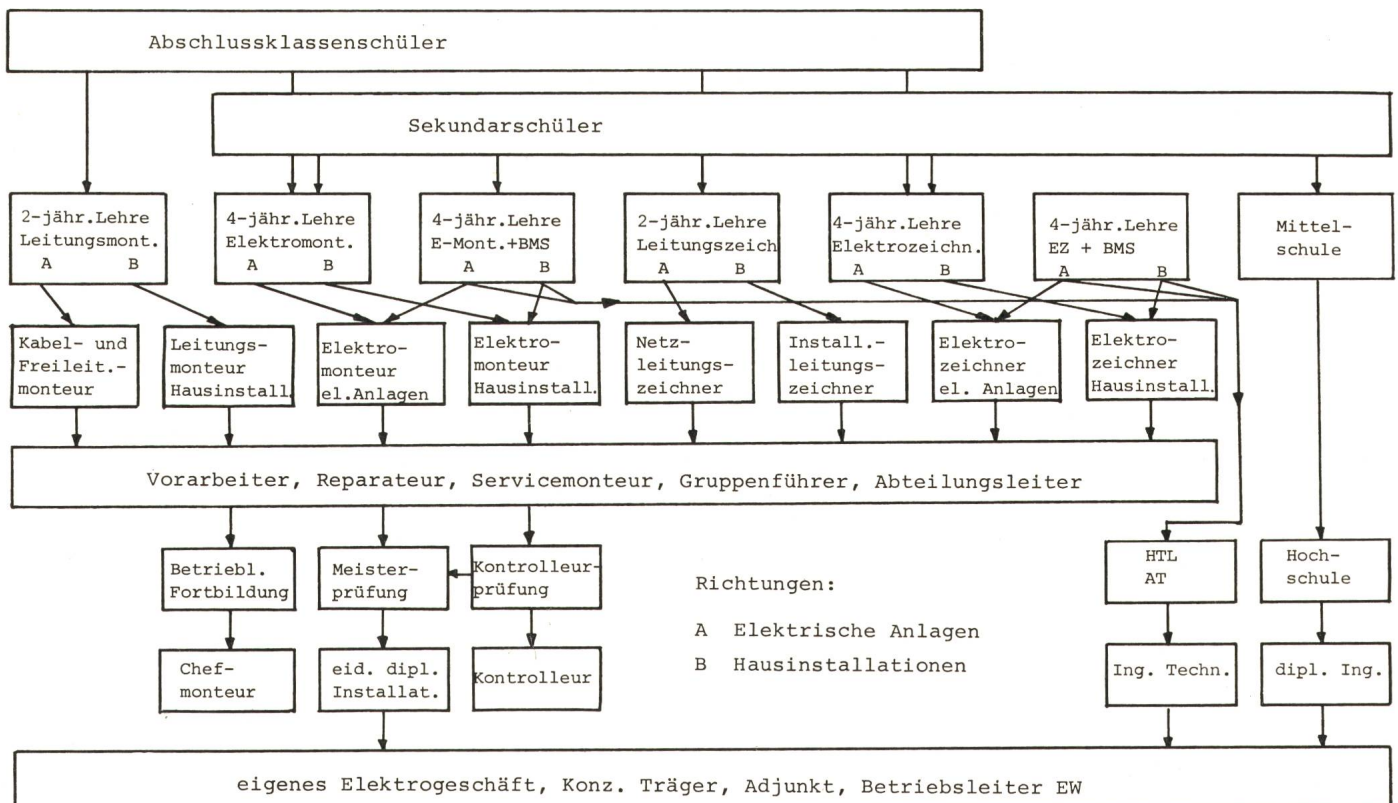 Abschlussklassenschüler
Sekundarschüler
2-jähr.Lehre
Leitungsmont.
A B
4-jähr.Lehre
Elektromont.
A B
4-jähr.Lehre
E-Mont.+BMS
A B
2-jähr.Lehre
Leitungszeich
A B
4-jähr.Lehre
Elektrozeichn.
A B
4-jähr.Lehre
EZ + BMS
A B
Mittel-
schule
Kabel- und
Freileit.-
monteur
Leitungs-
monteur
Hausinstall.
Elektro-
monteur
el.Anlagen
Elektro-
monteur
Hausinstall.
Netz-
leitungs-
zeichner
Install.-
leitungs-
zeichner
Elektro-
zeichner
el. Anlagen
Elektro-
zeichner
Hausinstall.
Vorarbeiter, Reparateur, Servicemonteur, Gruppenführer, Abteilungsleiter
Betriebl.
Fortbildung
Meister-
prüfung
Kontrolleur-
prüfung
Richtungen:
A Elektrische Anlagen
B Hausinstallationen
HTL
AT
Hoch-
schule
Chef-
monteur
eid. dipl.
Installat.
Kontrolleur
Ing. Techn.
dipl. Ing.
eigenes Elektrogeschäft, Konz. Träger, Adjunkt, Betriebsleiter EW